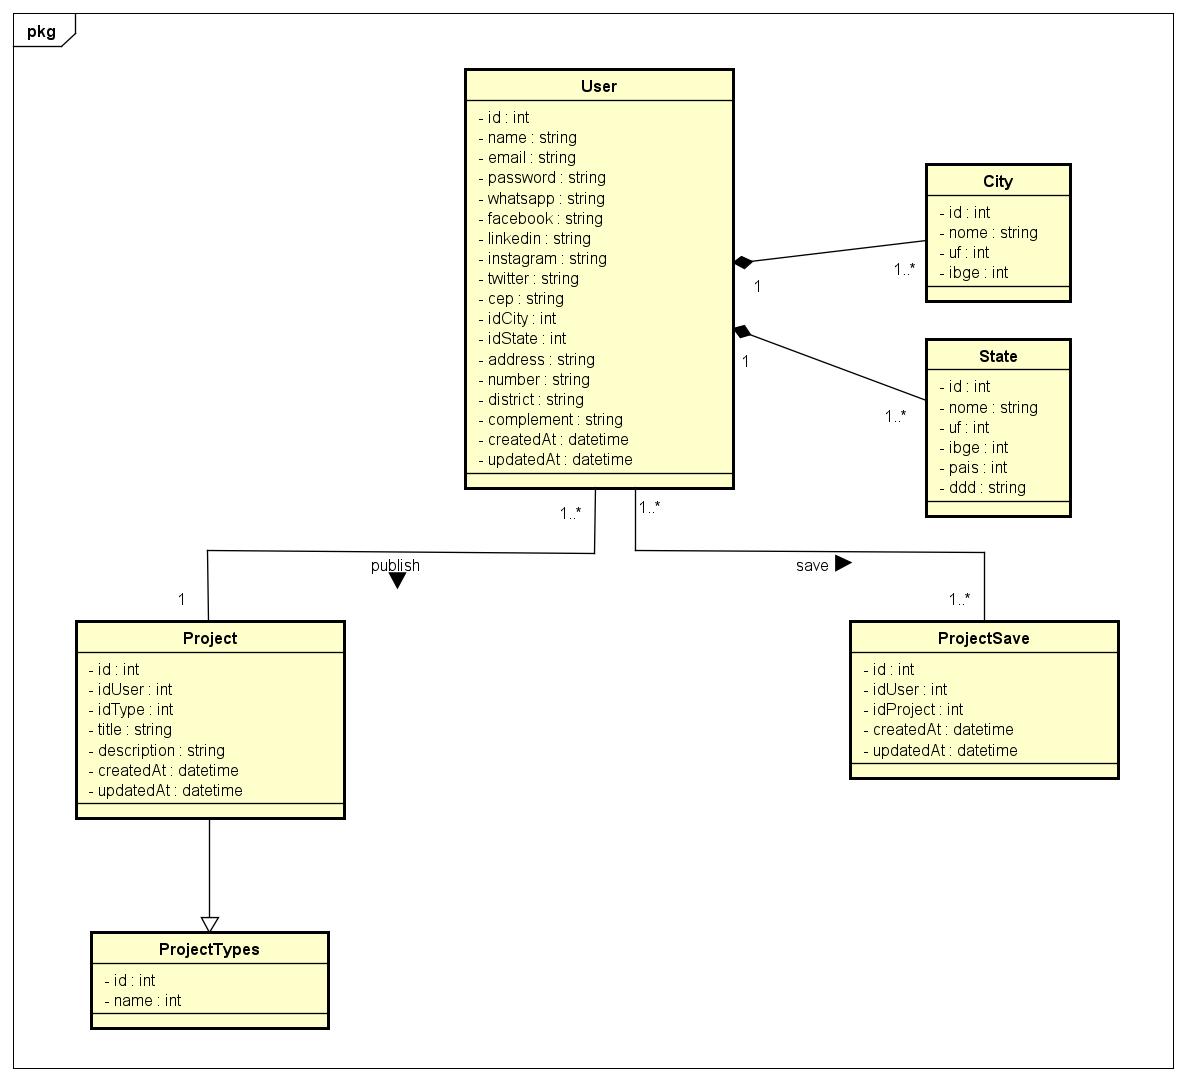 pkg
User
- id : int
- name : string
- email : string
- password : string
- whatsapp : string
- facebook : string
- linkedin : string
- instagram : string
- twitter : string
- cep : string
- idCity : int
- idState : int
- address : string
- number : string
- district : string
- complement : string
- createdAt : datetime
- updatedAt : datetime
City
- id : int
- nome : string
- uf : int
- ibge : int
1
1..*
State
- id : int
- nome : string
- uf : int
- ibge : int
- pais : int
- ddd : string
1
1..*
1..*
1..*
publish
save
1
1..*
Project
- id : int
- idUser : int
- idType : int
- title : string
- description : string
- createdAt : datetime
- updatedAt : datetime
ProjectSave
- id : int
- idUser : int
- idProject : int
- createdAt : datetime
- updatedAt : datetime
ProjectTypes
- id : int
- name : int